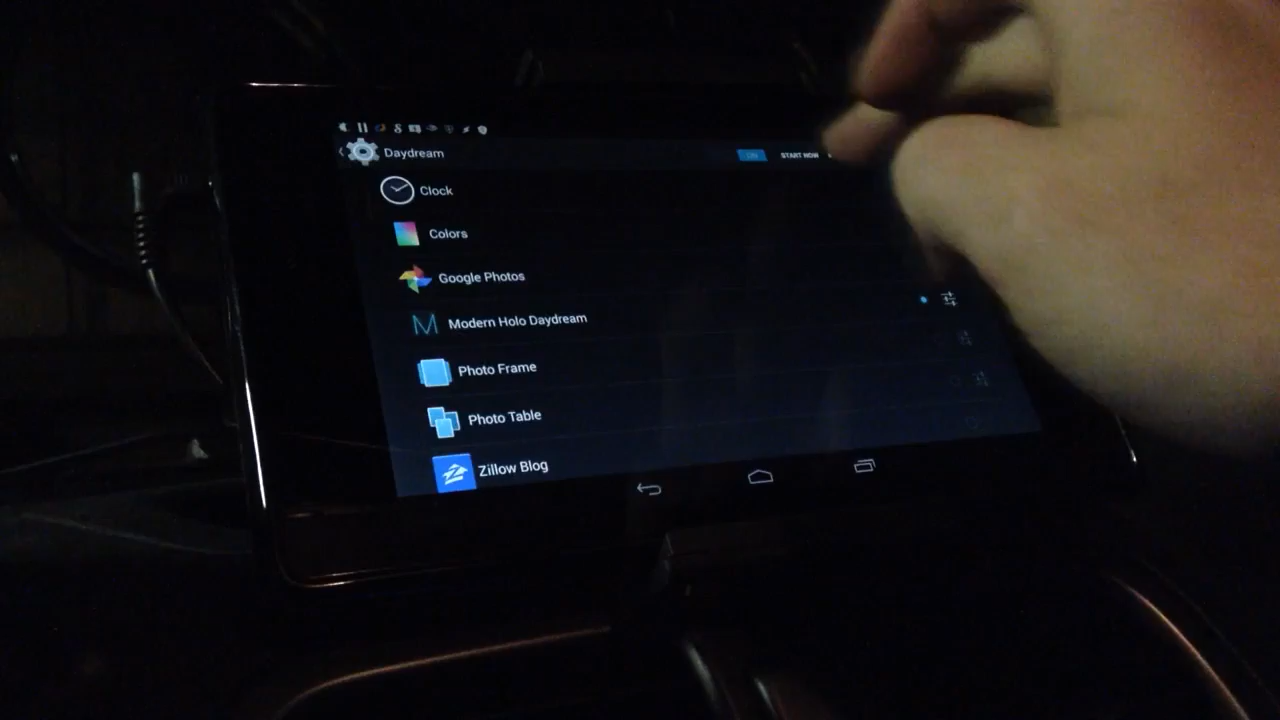 Daydream
ON START NOW
Clock
Colors
Google Photos
Modern Holo Daydream
Photo Frame
Photo Table
Zillow Blog